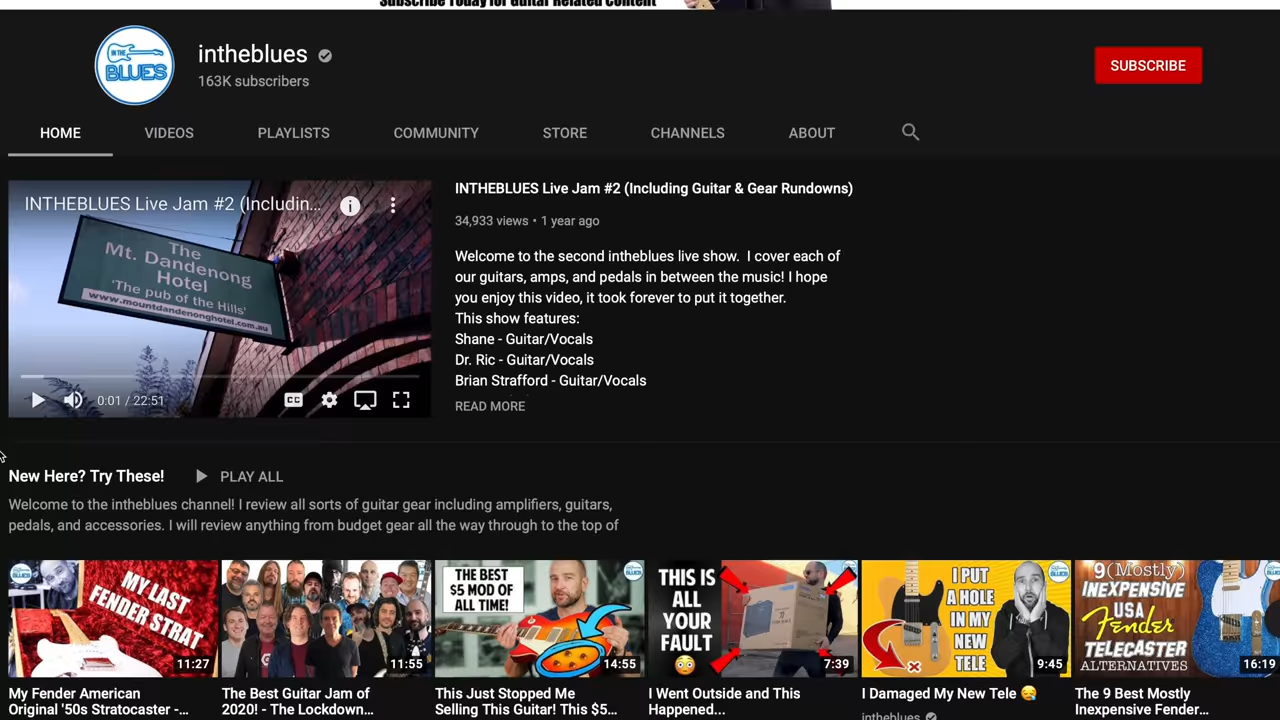 Subscribe Today for Guitar Related Content
IN THE
BLUES
intheblues
163K subscribers
SUBSCRIBE
HOME
VIDEOS
PLAYLISTS
COMMUNITY
STORE
CHANNELS
ABOUT
INTHEBLUES Live Jam #2 (Includin...
The
Mt. Dandenong
Hotel
'The pub of the Hills'
www.mountdandenonghotel.com.au
0:01 / 22:51
CC
INTHEBLUES Live Jam #2 (Including Guitar & Gear Rundowns)
34,933 views • 1 year ago
Welcome to the second intheblues live show. I cover each of
our guitars, amps, and pedals in between the music! I hope
you enjoy this video, it took forever to put it together.
This show features:
Shane - Guitar/Vocals
Dr. Ric - Guitar/Vocals
Brian Strafford - Guitar/Vocals
READ MORE
New Here? Try These!
PLAY ALL
Welcome to the intheblues channel! I review all sorts of guitar gear including amplifiers, guitars,
pedals, and accessories. I will review anything from budget gear all the way through to the top of
BLUES
MY LAST
FENDER STRAT
11:27
My Fender American
Original '50s Stratocaster -...
11:55
The Best Guitar Jam of
2020! - The Lockdown...
THE BEST
$5 MOD OF
ALL TIME!
BLUES
14:55
This Just Stopped Me
Selling This Guitar! This $5...
THIS IS
ALL
YOUR
FAULT
7:39
I Went Outside and This
Happened...
I PUT
A HOLE
IN MY
NEW
TELE
BLUES
9:45
I Damaged My New Tele 🤪
intheblues
9(Mostly)
INEXPENSIVE
USA
Fender
TELECASTER
ALTERNATIVES
BLUES
16:19
The 9 Best Mostly
Inexpensive Fender...